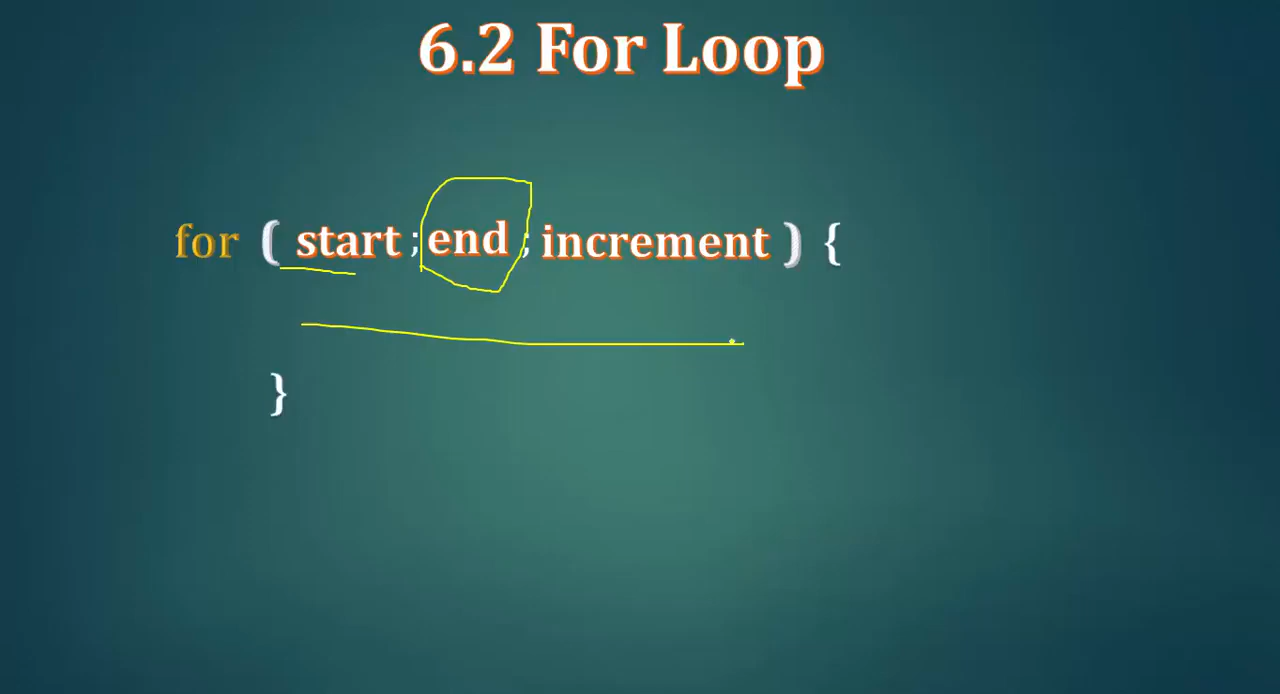 6.2 For Loop
for ( start ; end ; increment ) {
}